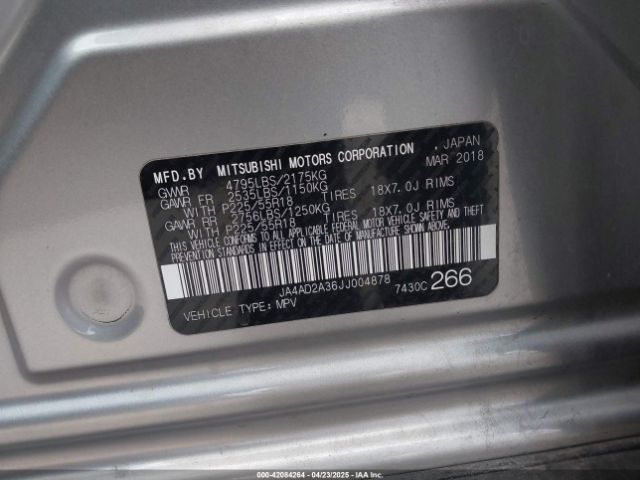 MFD.BY MITSUBISHI MOTORS CORPORATION , JAPAN
MAR 2018
GVWR 4795LBS/2175KG
GAWR FR 2535LBS/1150KG
WITH P225/55R18 TIRES 18X7.0J RIMS
GAWR RR 2756LBS/1250KG
WITH P225/55R18 TIRES 18X7.0J RIMS
THIS VEHICLE CONFORMS TO ALL APPLICABLE FEDERAL MOTOR VEHICLE SAFETY AND
THEFT PREVENTION STANDARDS IN EFFECT ON THE DATE OF MANUFACTURE SHOWN ABOVE.
JA4AD2A36JJ004878 7430C 266
VEHICLE TYPE: MPV
000-42084264 - 04/23/2025 - IAA Inc.